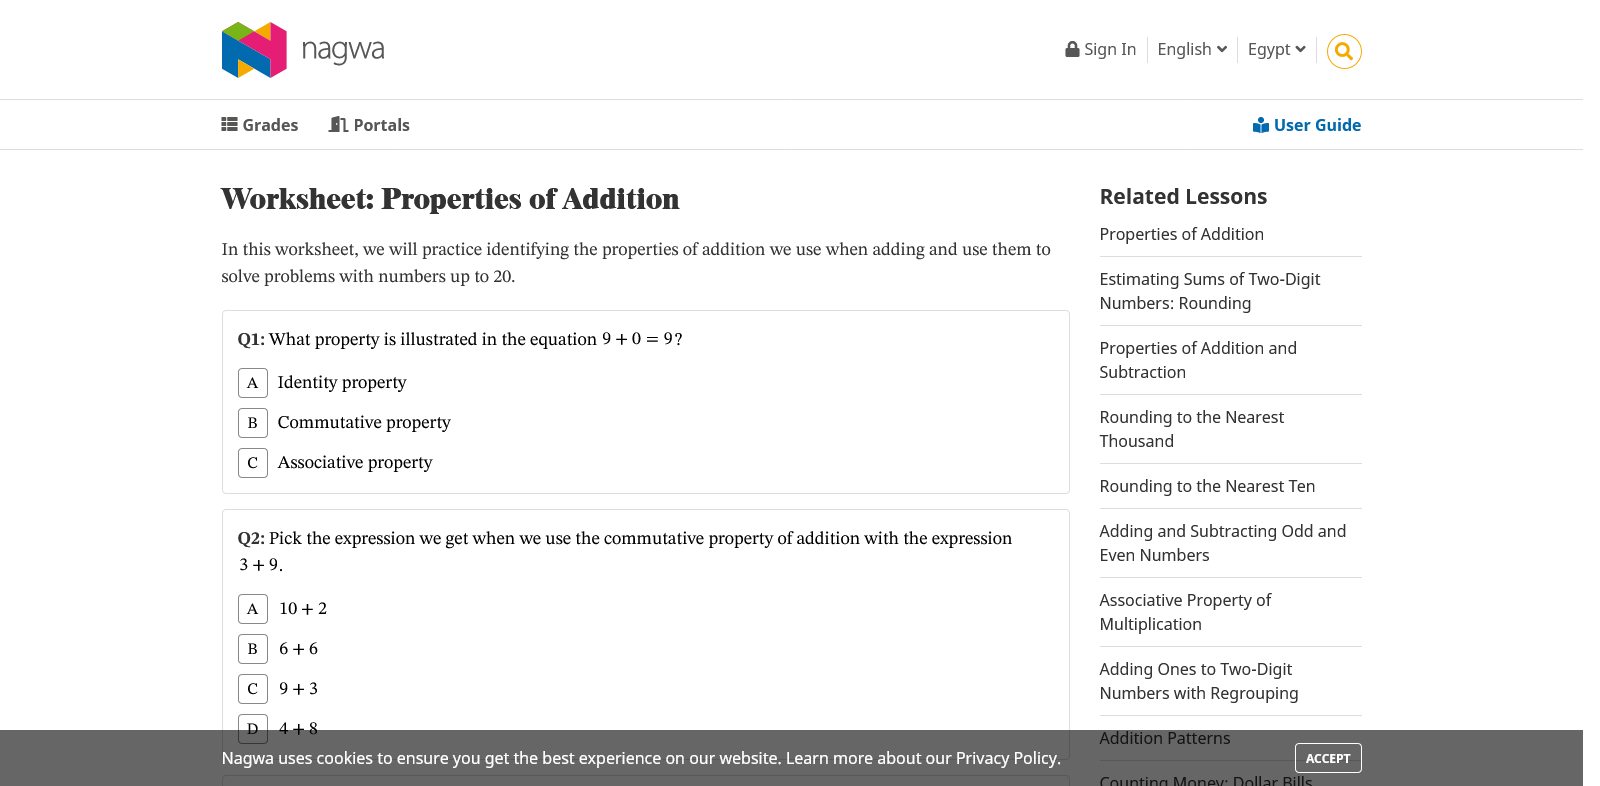 nagwa
Sign In
English
Egypt
Grades
Portals
User Guide
Worksheet: Properties of Addition
In this worksheet, we will practice identifying the properties of addition we use when adding and use them to
solve problems with numbers up to 20.
Q1: What property is illustrated in the equation 9 + 0 = 9?
A Identity property
B Commutative property
C Associative property
Q2: Pick the expression we get when we use the commutative property of addition with the expression
3 + 9.
A 10 + 2
B 6 + 6
C 9 + 3
D 4 + 8
Related Lessons
Properties of Addition
Estimating Sums of Two-Digit
Numbers: Rounding
Properties of Addition and
Subtraction
Rounding to the Nearest
Thousand
Rounding to the Nearest Ten
Adding and Subtracting Odd and
Even Numbers
Associative Property of
Multiplication
Adding Ones to Two-Digit
Numbers with Regrouping
Addition Patterns
Counting Money: Dollar Bills
Nagwa uses cookies to ensure you get the best experience on our website. Learn more about our Privacy Policy.
ACCEPT